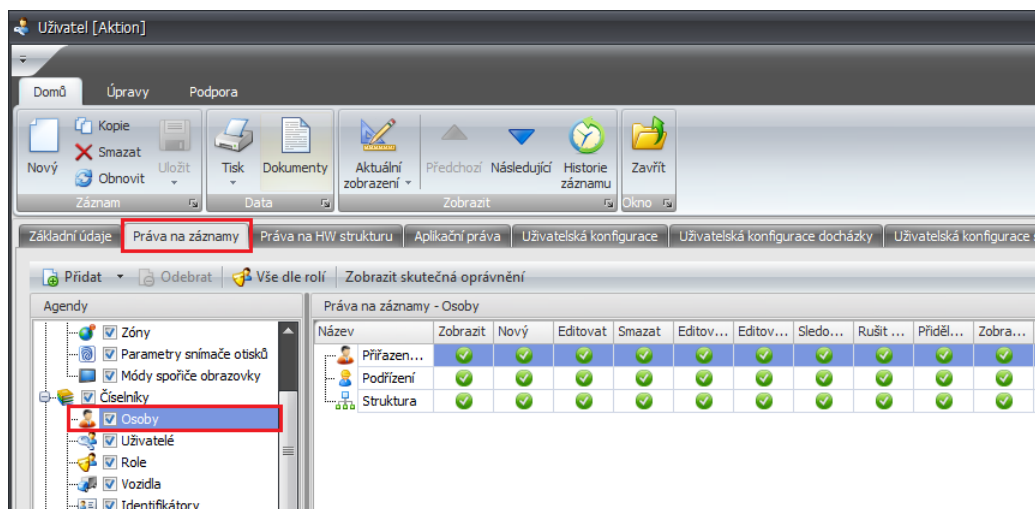 Uživatel [Aktion]
Domů Úpravy Podpora
Nový Kopie Smazat Obnovit Uložit Tisk Dokumenty Aktuální zobrazení Předchozí Následující Historie záznamu Zavřít
Záznam Data Zobrazit Okno
Základní údaje Práva na záznamy Práva na HW strukturu Aplikační práva Uživatelská konfigurace Uživatelská konfigurace docházky Uživatelská konfigurace
Přidat Odebrat Vše dle rolí Zobrazit skutečná oprávnění
Agendy Práva na záznamy - Osoby
Zóny Název Zobrazit Nový Editovat Smazat Editov... Editov... Sledo... Rušit ... Přiděl... Zobra...
Parametry snímače otisků Přiřazen...
Módy spořiče obrazovky Podřízení
Číselníky Struktura
Osoby
Uživatelé
Role
Vozidla
Identifikátory